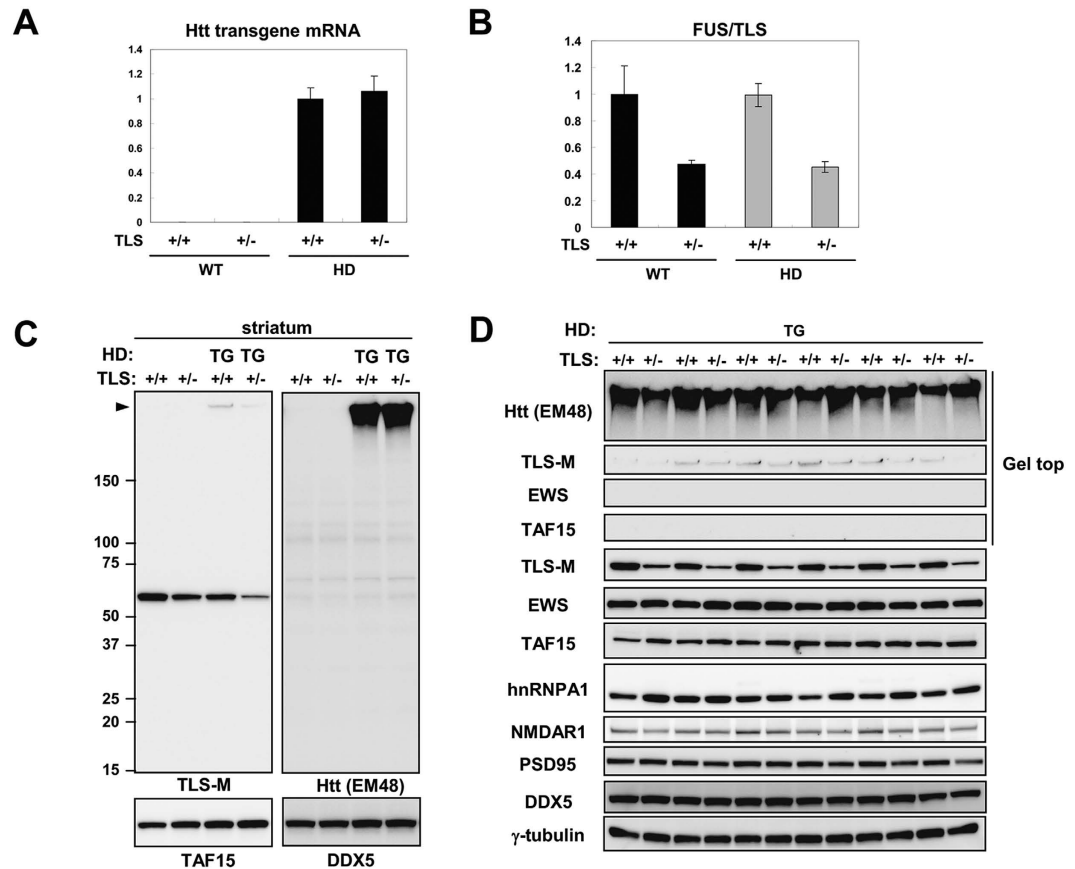 A
Htt transgene mRNA
1.4
1.2
1
0.8
0.6
0.4
0.2
0
TLS +/+ +/- +/+ +/-
WT HD
B
FUS/TLS
1.4
1.2
1
0.8
0.6
0.4
0.2
0
TLS +/+ +/- +/+ +/-
WT HD
C
striatum
HD: TG TG TG TG
TLS: +/+ +/- +/+ +/- +/+ +/- +/+ +/-
150
100
75
50
37
25
20
15
TLS-M Htt (EM48)
TAF15 DDX5
D
HD: TG
TLS: +/+ +/- +/+ +/- +/+ +/- +/+ +/- +/+ +/- +/+ +/-
Htt (EM48)
TLS-M
EWS
TAF15
Gel top
TLS-M
EWS
TAF15
hnRNPA1
NMDAR1
PSD95
DDX5
γ-tubulin